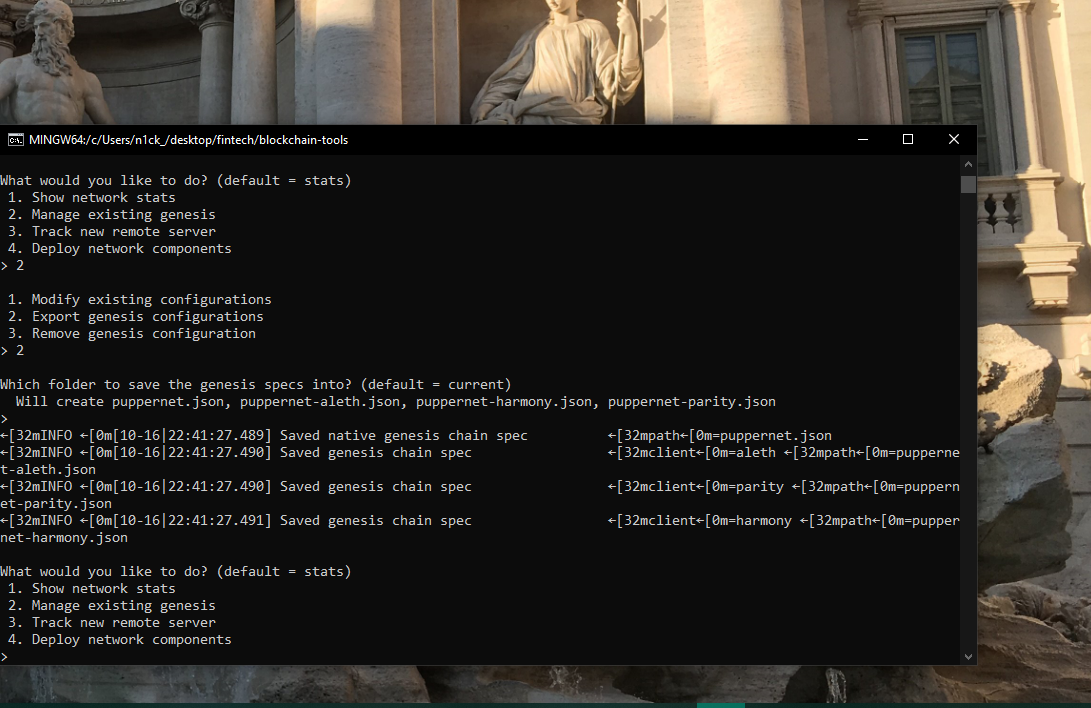 MINGW64:/c/Users/n1ck_/desktop/fintech/blockchain-tools
What would you like to do? (default = stats)
1. Show network stats
2. Manage existing genesis
3. Track new remote server
4. Deploy network components
> 2
1. Modify existing configurations
2. Export genesis configurations
3. Remove genesis configuration
> 2
Which folder to save the genesis specs into? (default = current)
Will create puppernet.json, puppernet-aleth.json, puppernet-harmony.json, puppernet-parity.json
>
←[32mINFO ←[0m[10-16|22:41:27.489] Saved native genesis chain spec ←[32mpath←[0m=puppernet.json
←[32mINFO ←[0m[10-16|22:41:27.490] Saved genesis chain spec ←[32mclient←[0m=aleth ←[32mpath←[0m=pupperne
t-aleth.json
←[32mINFO ←[0m[10-16|22:41:27.490] Saved genesis chain spec ←[32mclient←[0m=parity ←[32mpath←[0m=puppern
et-parity.json
←[32mINFO ←[0m[10-16|22:41:27.491] Saved genesis chain spec ←[32mclient←[0m=harmony ←[32mpath←[0m=pupper
net-harmony.json
What would you like to do? (default = stats)
1. Show network stats
2. Manage existing genesis
3. Track new remote server
4. Deploy network components
>